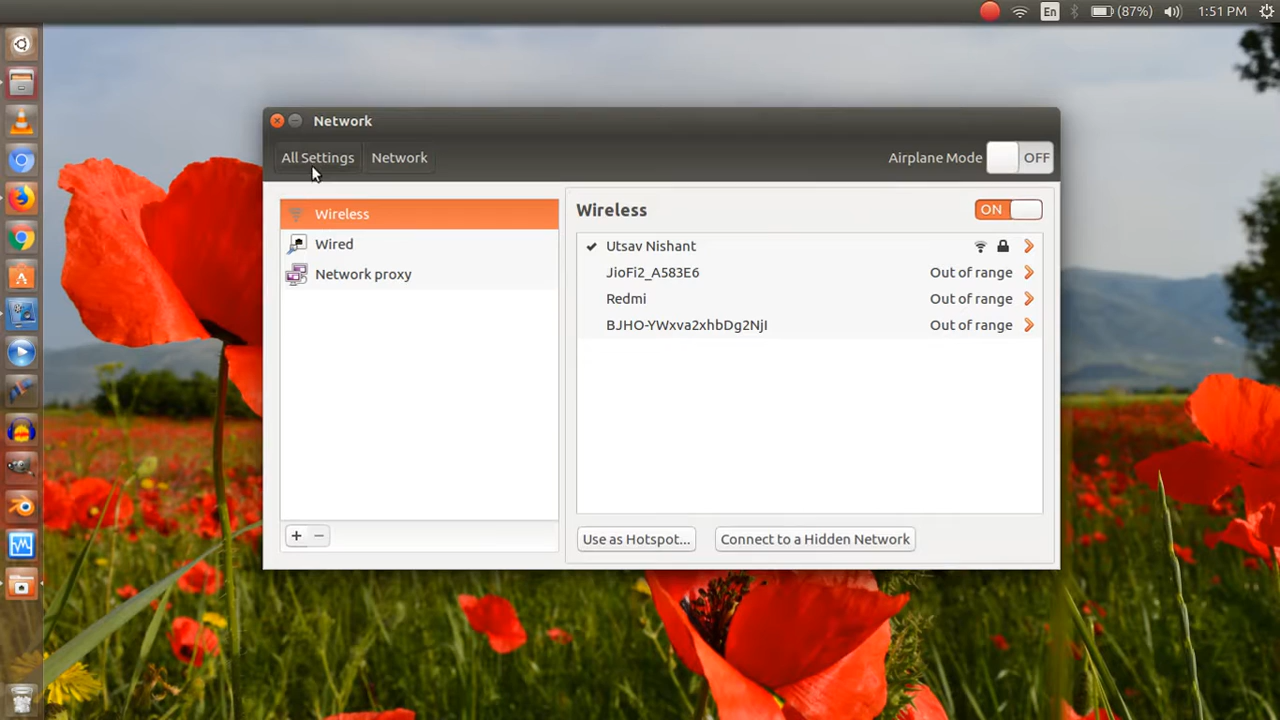 En (87%) 1:51 PM
Network
All Settings Network Airplane Mode OFF
Wireless
Wired
Network proxy
Wireless ON
Utsav Nishant
JioFi2_A583E6 Out of range
Redmi Out of range
BJHO-YWxva2xhbDg2NjI Out of range
+ −
Use as Hotspot... Connect to a Hidden Network